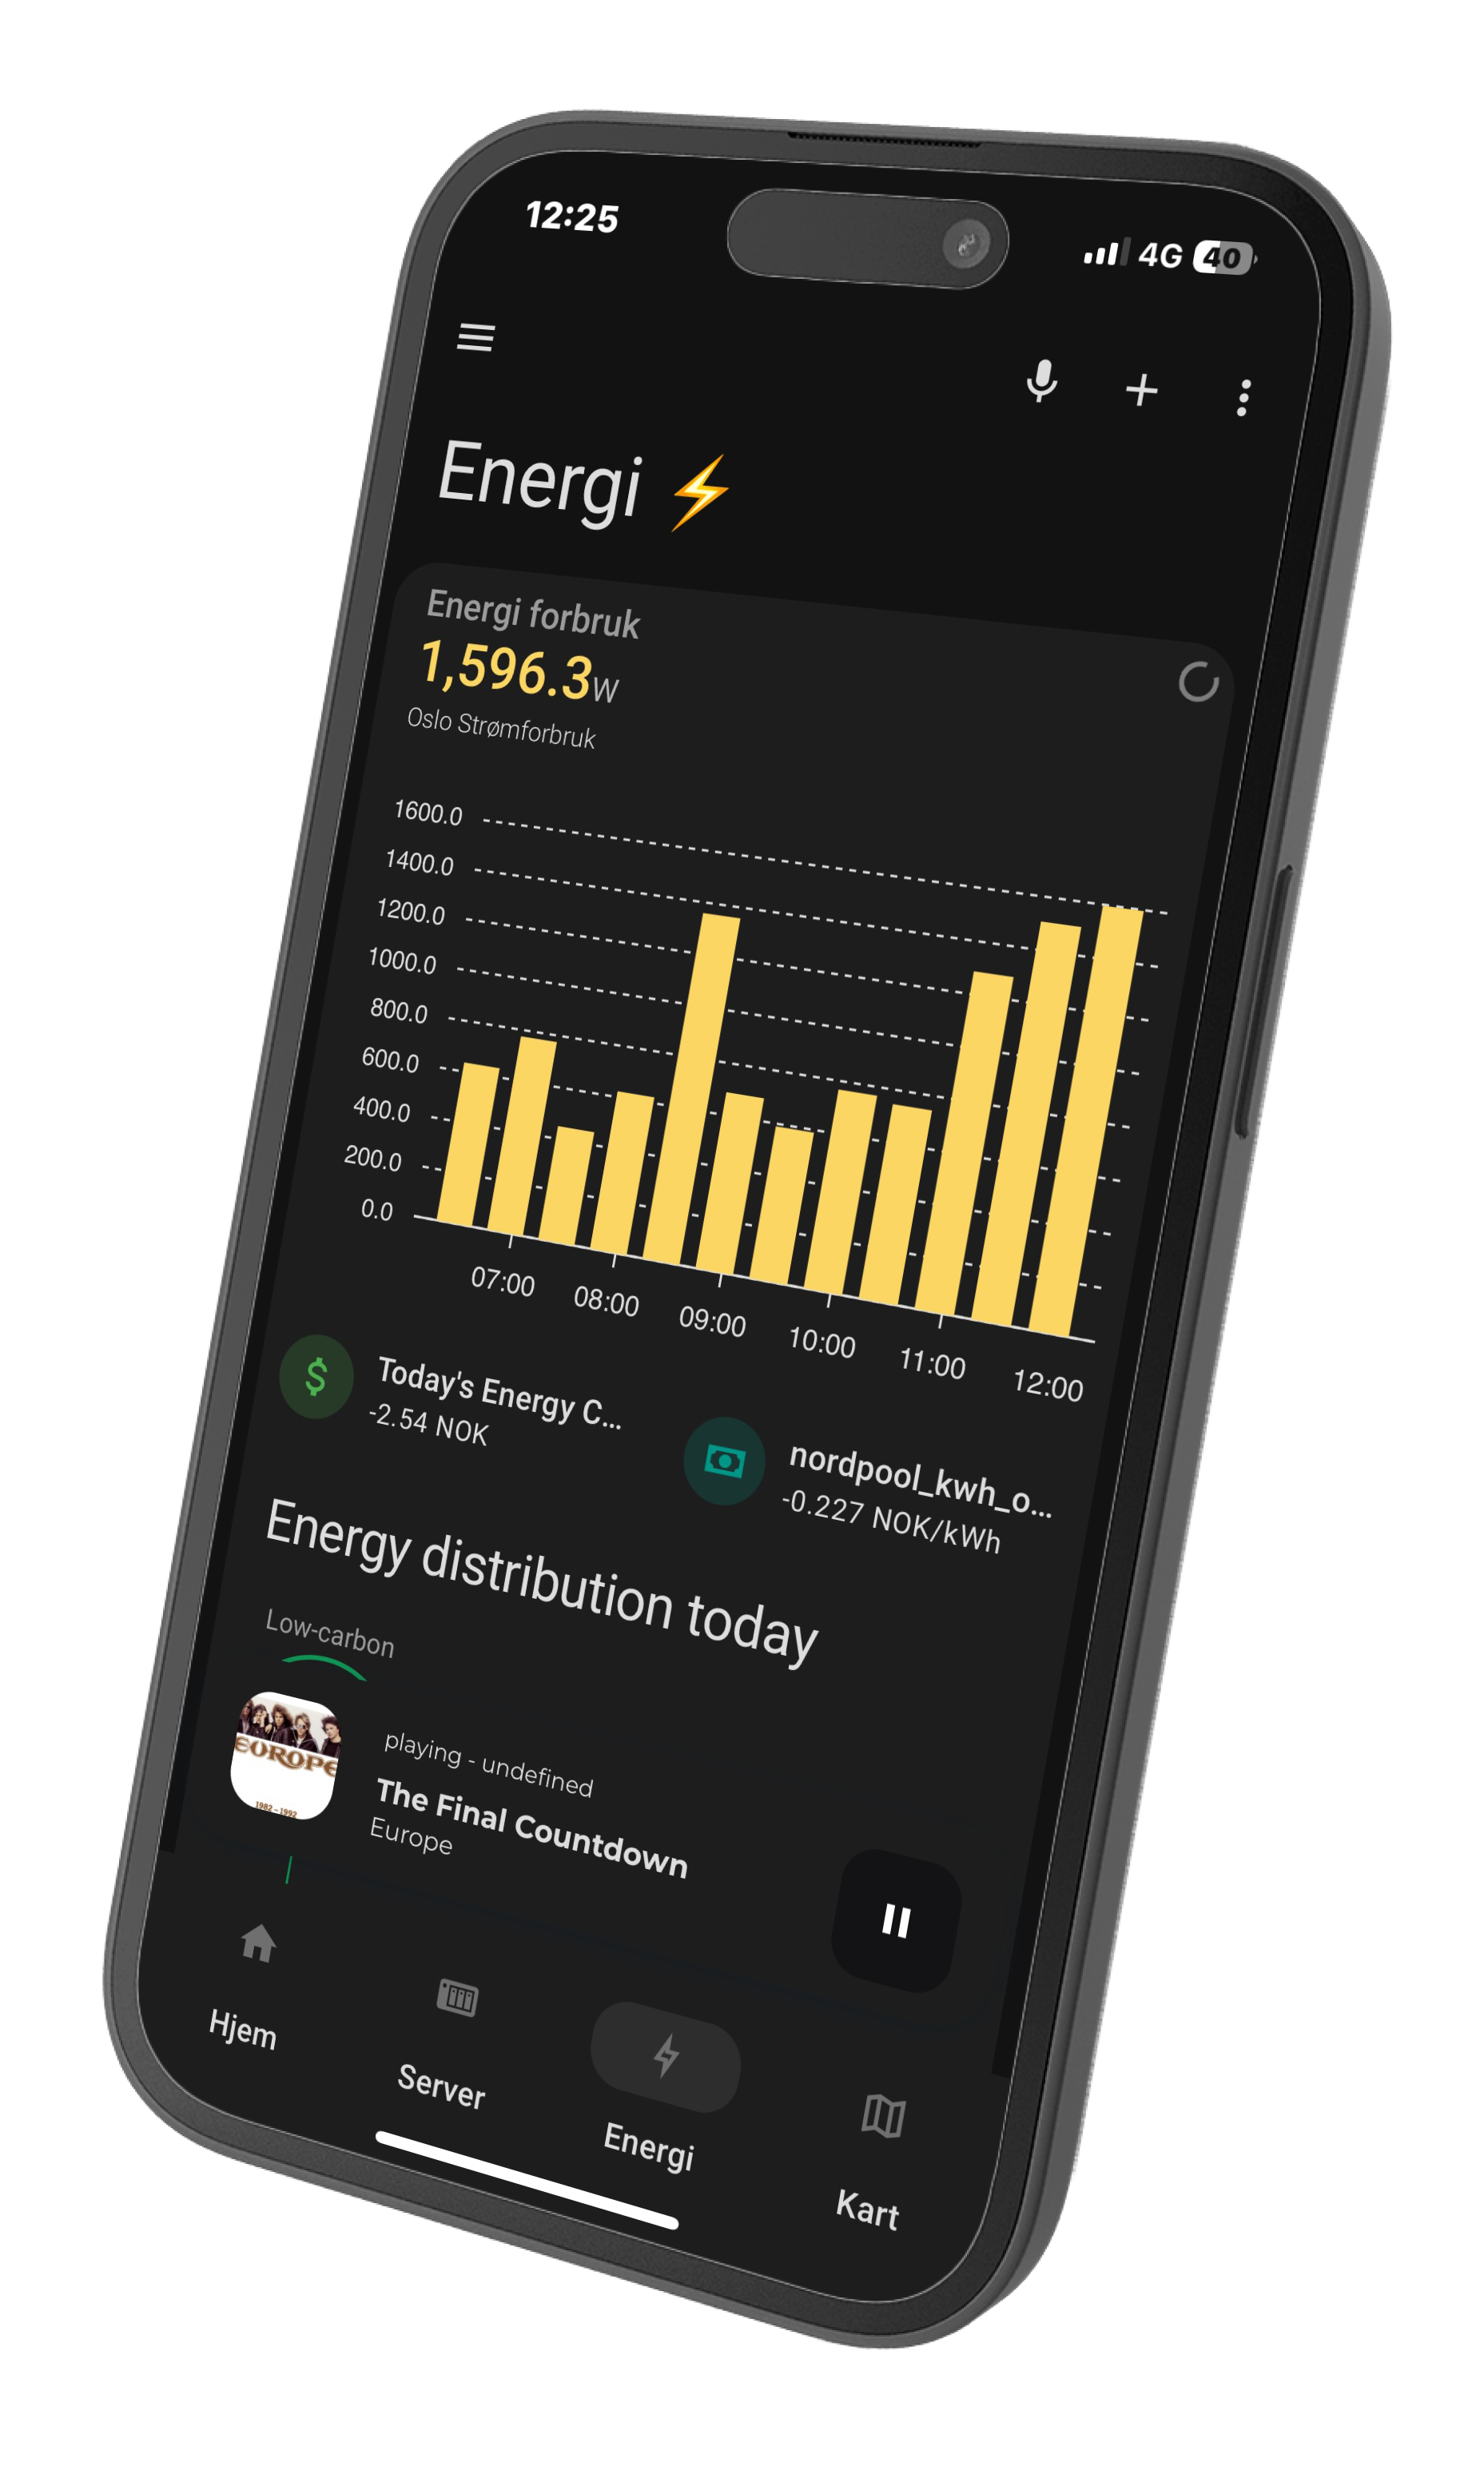 12:25
4G 40
Energi ⚡
Energi forbruk
1,596.3 W
Oslo Strømforbruk
1600.0
1400.0
1200.0
1000.0
800.0
600.0
400.0
200.0
0.0
07:00 08:00 09:00 10:00 11:00 12:00
Today's Energy C...
-2.54 NOK
nordpool_kwh_o...
-0.227 NOK/kWh
Energy distribution today
Low-carbon
EUROPE
1982 – 1992
playing - undefined
The Final Countdown
Europe
Hjem
Server
Energi
Kart